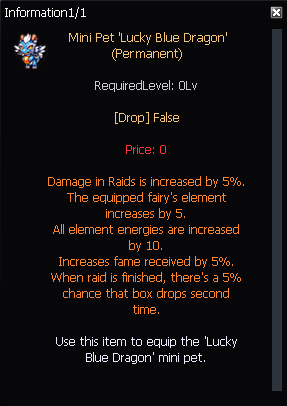 Information1/1
Mini Pet 'Lucky Blue Dragon'
(Permanent)
RequiredLevel: 0Lv
[Drop] False
Price: 0
Damage in Raids is increased by 5%.
The equipped fairy's element
increases by 5.
All element energies are increased
by 10.
Increases fame received by 5%.
When raid is finished, there's a 5%
chance that box drops second
time.
Use this item to equip the 'Lucky
Blue Dragon' mini pet.